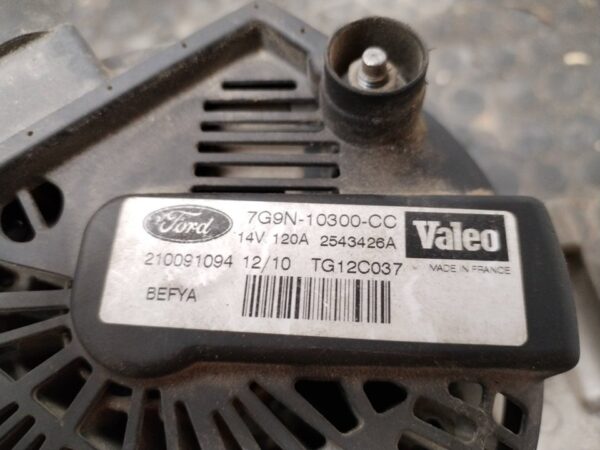 Ford 7G9N-10300-CC Valeo
14V 120A 2543426A
210091094 12/10 TG12C037 MADE IN FRANCE
BEFYA